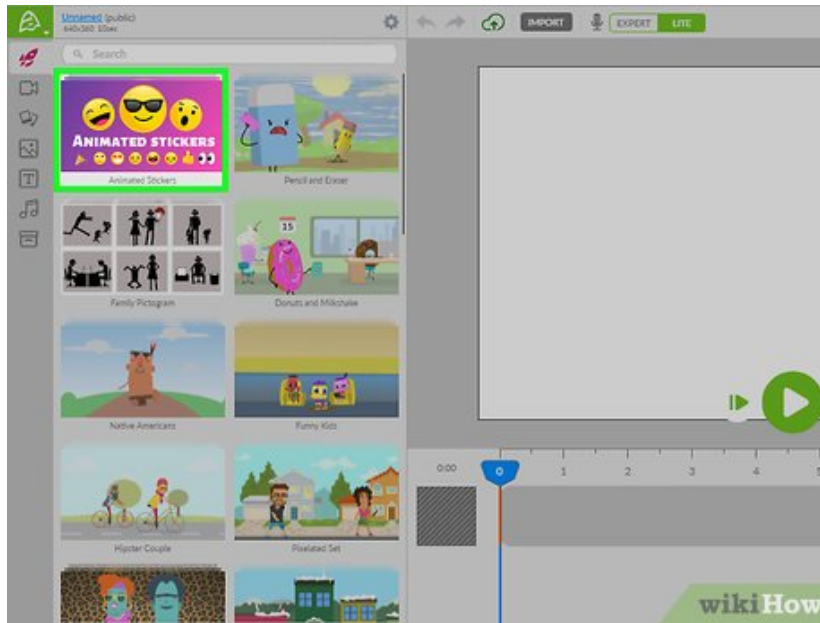 Unnamed (public)
640x360 10sec
IMPORT
EXPERT
LITE
Search
ANIMATED STICKERS
Animated Stickers
Pencil and Eraser
15
Family Pictogram
Donuts and Milkshake
Native Americans
Funny Kids
Hipster Couple
Pixelated Set
T
0:00
0
1
2
3
4
5
wikiHow